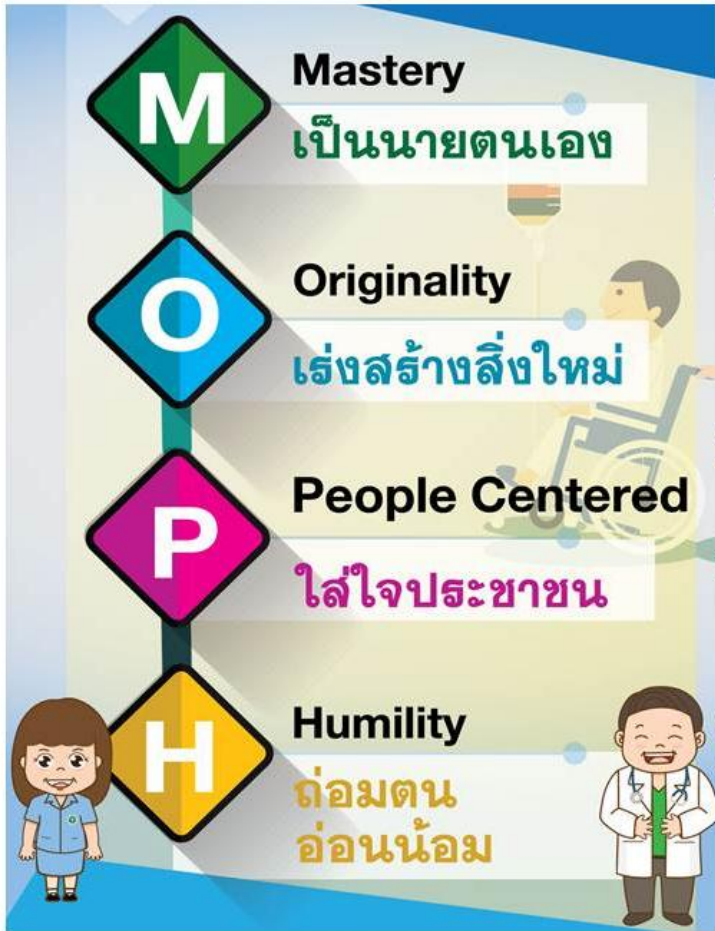 M
Mastery
เป็นนายตนเอง
O
Originality
เร่งสร้างสิ่งใหม่
P
People Centered
ใส่ใจประชาชน
H
Humility
ถ่อมตน
อ่อนน้อม